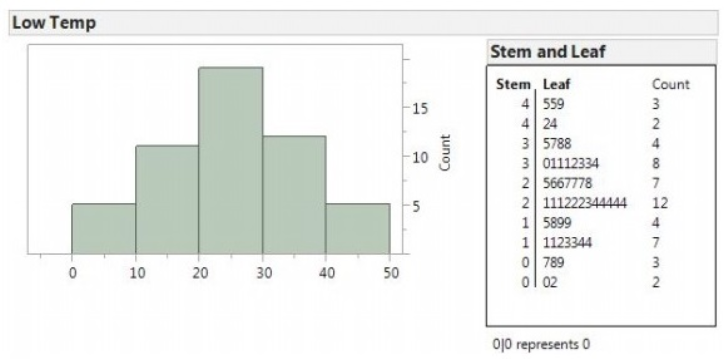 Low Temp
15
10
5
Count
0 10 20 30 40 50
Stem and Leaf
Stem Leaf Count
4 559 3
4 24 2
3 5788 4
3 01112334 8
2 5667778 7
2 111222344444 12
1 5899 4
1 1123344 7
0 789 3
0 02 2
0|0 represents 0